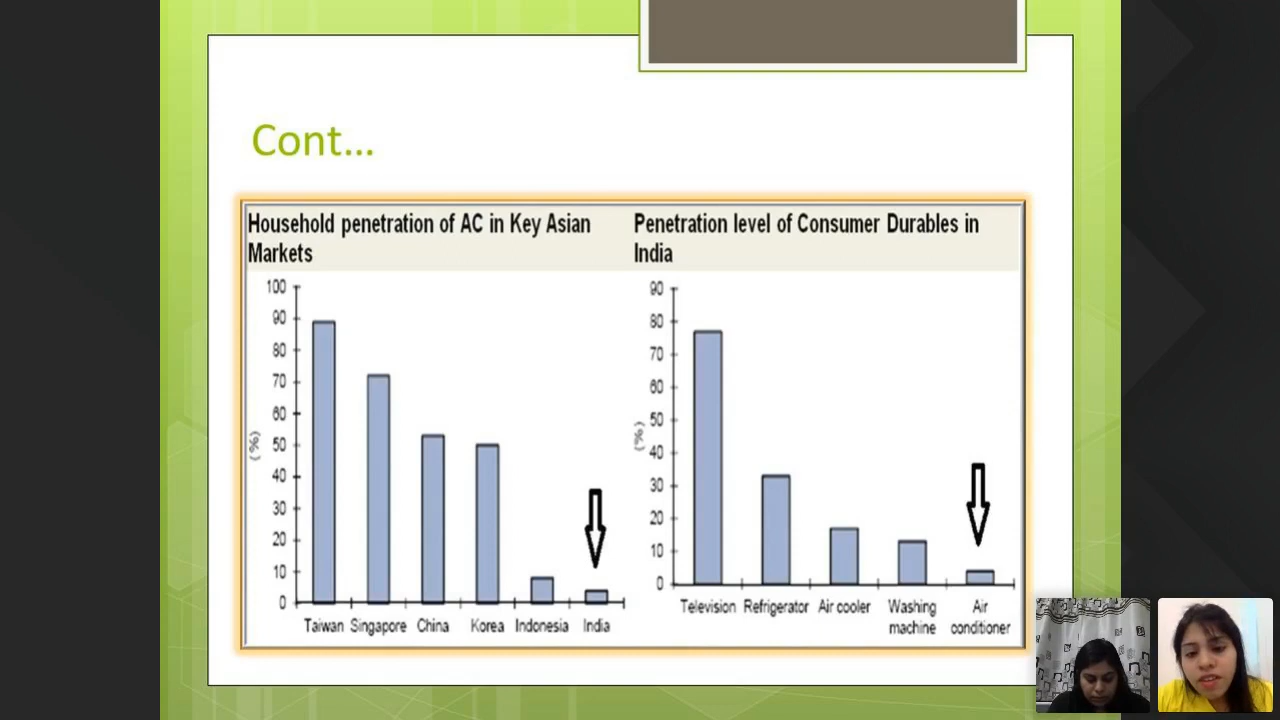 Cont...
Household penetration of AC in Key Asian
Markets
100
90
80
70
60
50
40
30
20
10
0
(%)
Taiwan Singapore China Korea Indonesia India
Penetration level of Consumer Durables in
India
90
80
70
60
50
40
30
20
10
0
(%)
Television Refrigerator Air cooler Washing Air
machine conditioner